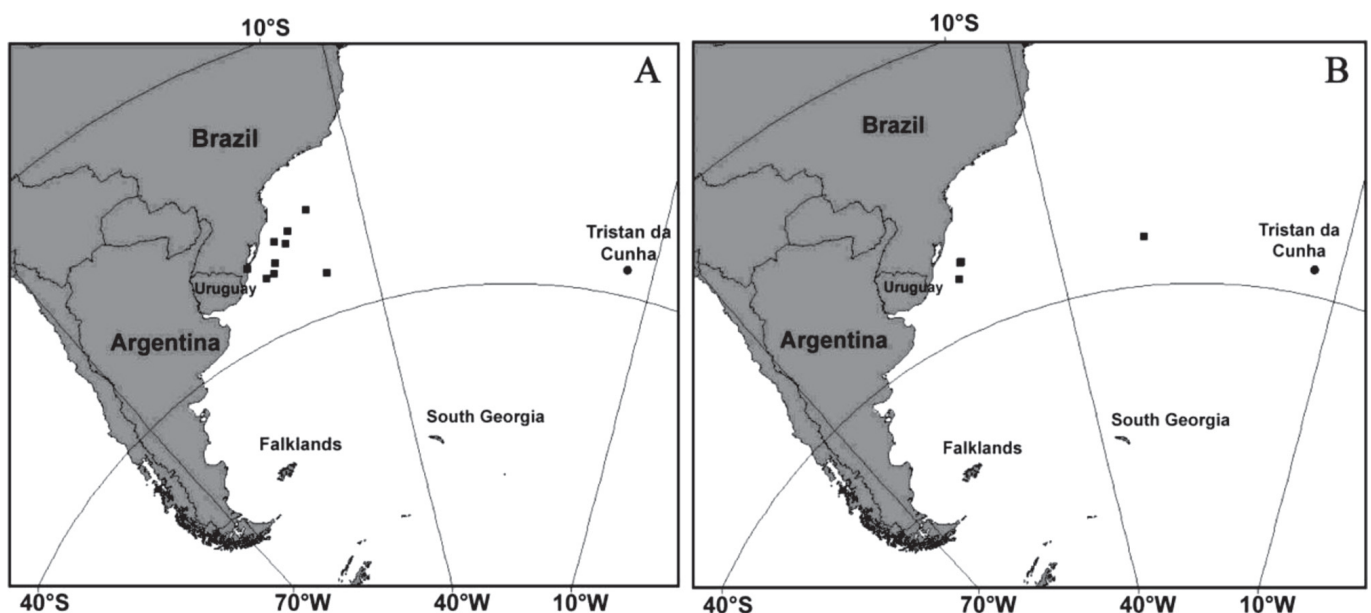 10°S
A
Brazil
Tristan da
Cunha
Uruguay
Argentina
South Georgia
Falklands
40°S 70°W 40°W 10°W
10°S
B
Brazil
Tristan da
Cunha
Uruguay
Argentina
South Georgia
Falklands
40°S 70°W 40°W 10°W